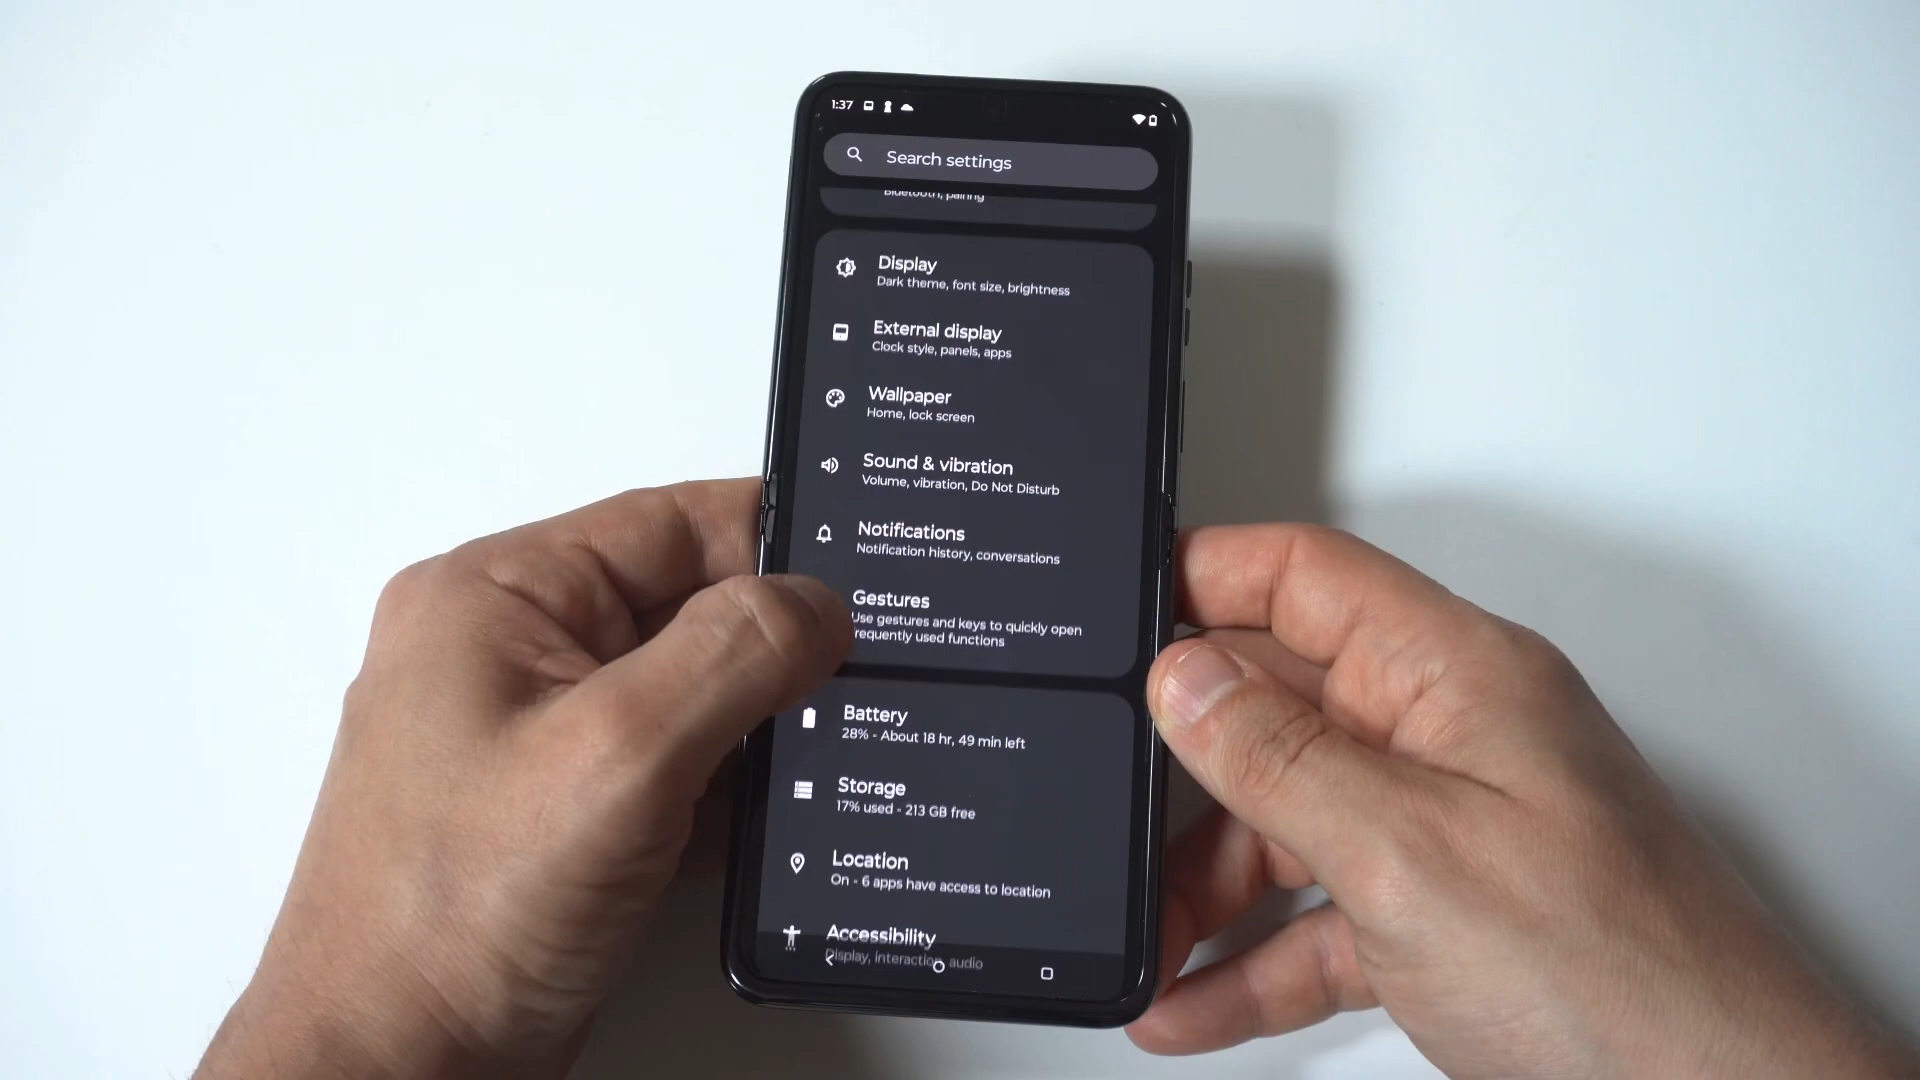 1:37
Search settings
Bluetooth, pairing
Display
Dark theme, font size, brightness
External display
Clock style, panels, apps
Wallpaper
Home, lock screen
Sound & vibration
Volume, vibration, Do Not Disturb
Notifications
Notification history, conversations
Gestures
Use gestures and keys to quickly open
frequently used functions
Battery
28% - About 18 hr, 49 min left
Storage
17% used - 213 GB free
Location
On - 6 apps have access to location
Accessibility
Display, interaction, audio